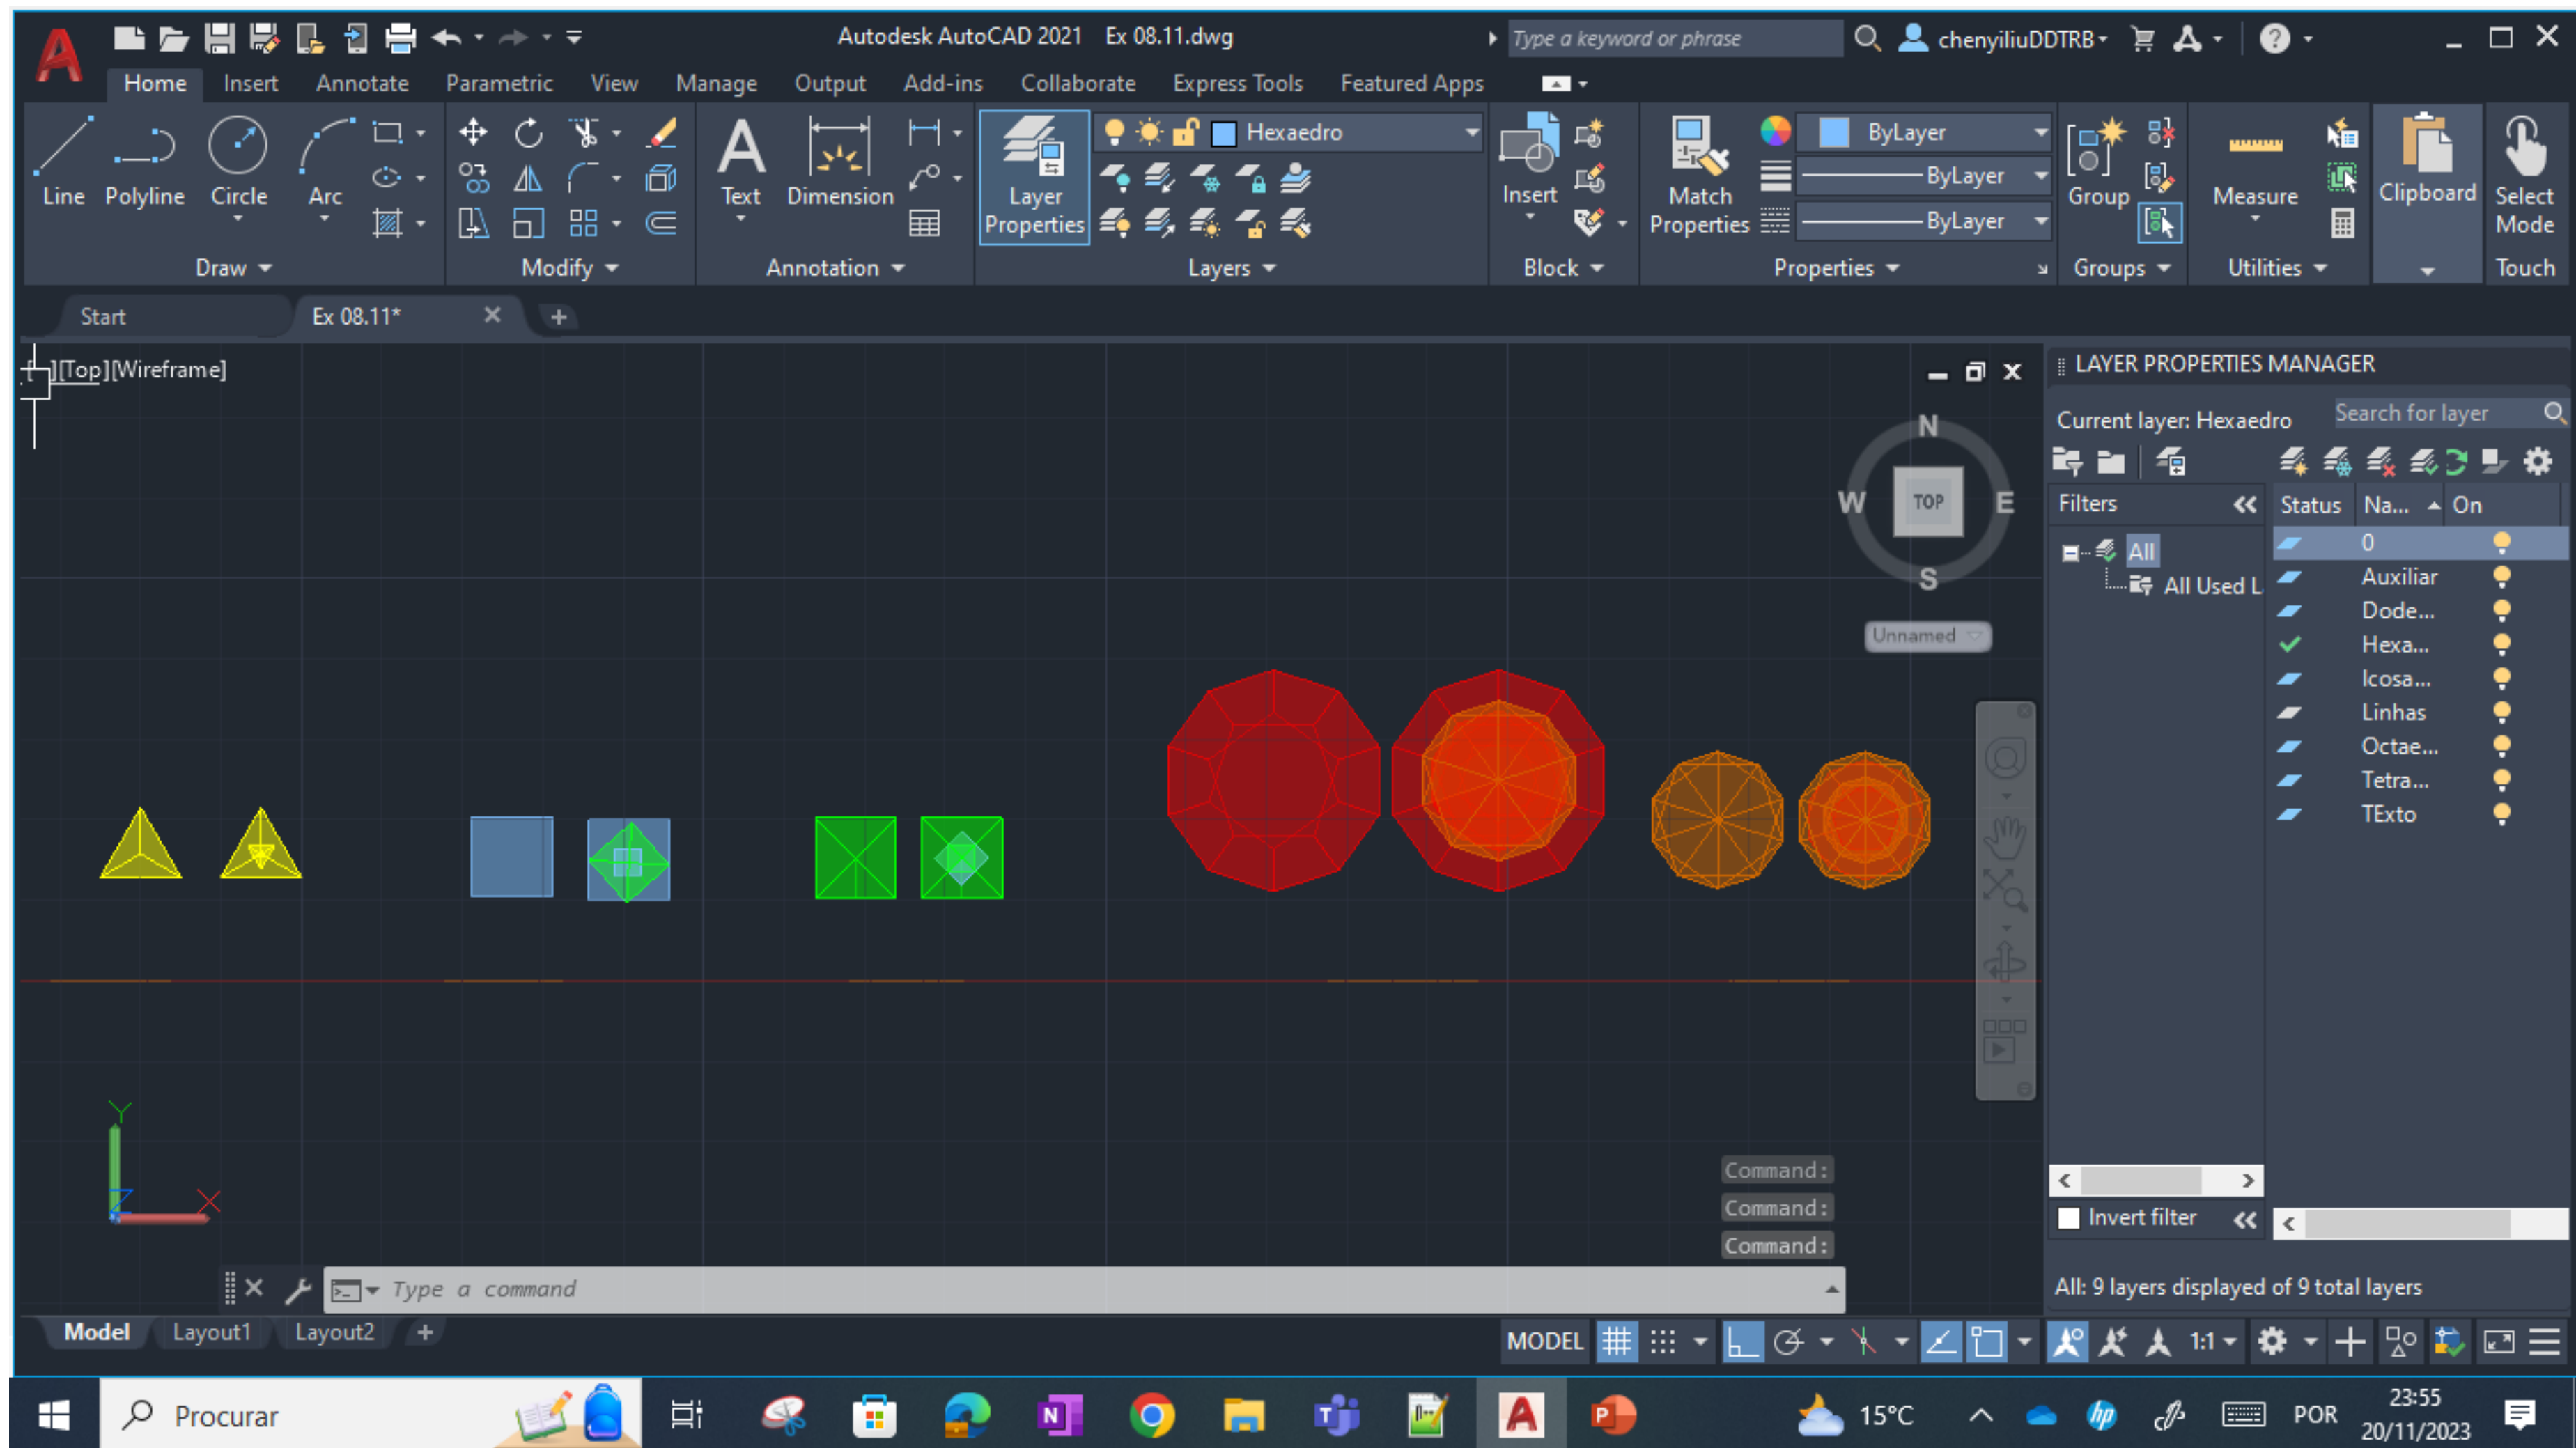 Autodesk AutoCAD 2021 Ex 08.11.dwg Type a keyword or phrase chenyiliuDDTRB
Home Insert Annotate Parametric View Manage Output Add-ins Collaborate Express Tools Featured Apps
Line Polyline Circle Arc
Text Dimension
Layer Properties
Hexaedro
Insert
Match Properties
ByLayer
ByLayer
ByLayer
Group
Measure
Clipboard
Select Mode
Draw Modify Annotation Layers Block Properties Groups Utilities Touch
Start Ex 08.11*
[Top][Wireframe]
N
W TOP E
S
Unnamed
LAYER PROPERTIES MANAGER
Current layer: Hexaedro Search for layer
Filters Status Na... On
All
All Used L
0
Auxiliar
Dode...
Hexa...
Icosa...
Linhas
Octae...
Tetra...
TExto
Y
Z X
Command:
Command:
Command:
Type a command
Invert filter
All: 9 layers displayed of 9 total layers
Model Layout1 Layout2
MODEL 1:1
Procurar
15°C POR
23:55
20/11/2023